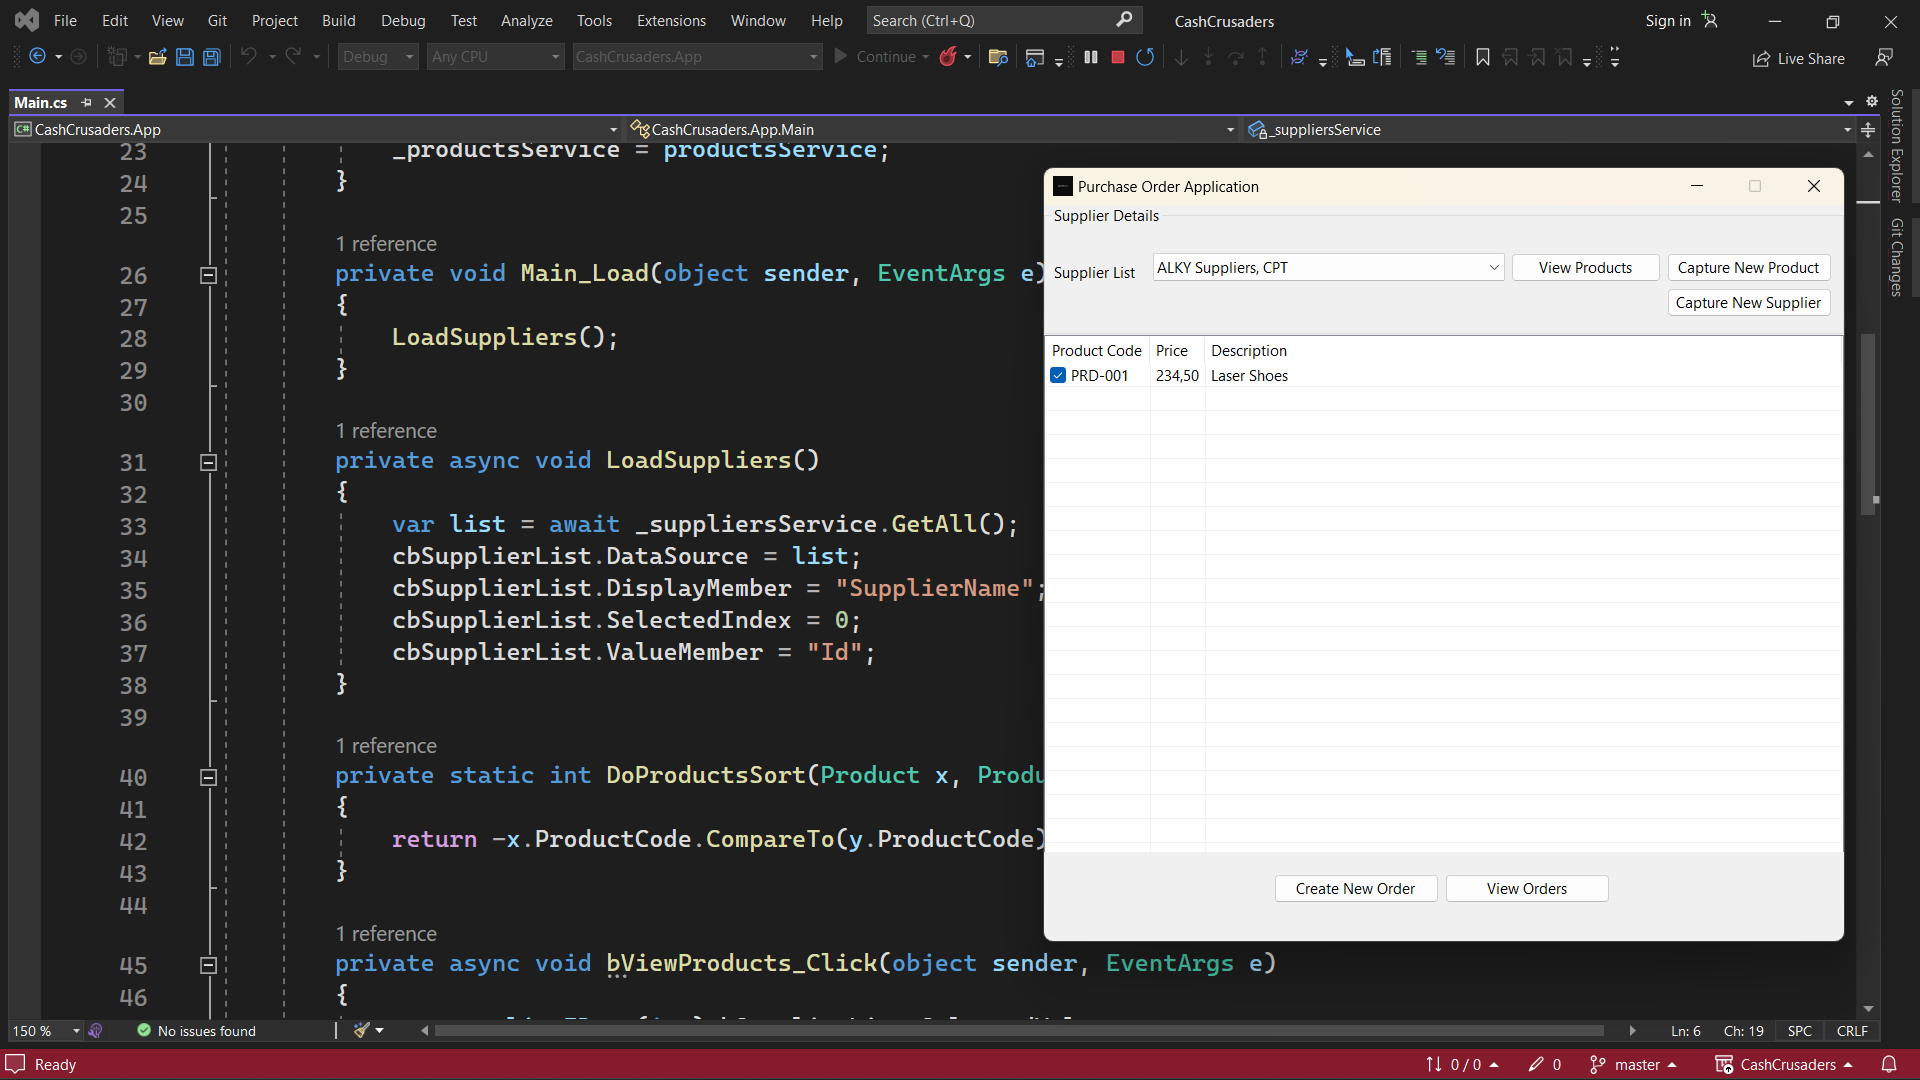 File Edit View Git Project Build Debug Test Analyze Tools Extensions Window Help Search (Ctrl+Q) CashCrusaders Sign in
Debug Any CPU CashCrusaders.App Continue Live Share
Main.cs
CashCrusaders.App CashCrusaders.App.Main _suppliersService
Solution Explorer
Git Changes
23 _productsService = productsService;
24 }
25
1 reference
26 private void Main_Load(object sender, EventArgs e)
27 {
28 LoadSuppliers();
29 }
30
1 reference
31 private async void LoadSuppliers()
32 {
33 var list = await _suppliersService.GetAll();
34 cbSupplierList.DataSource = list;
35 cbSupplierList.DisplayMember = "SupplierName";
36 cbSupplierList.SelectedIndex = 0;
37 cbSupplierList.ValueMember = "Id";
38 }
39
1 reference
40 private static int DoProductsSort(Product x, Produ
41 {
42 return -x.ProductCode.CompareTo(y.ProductCode)
43 }
44
1 reference
45 private async void bViewProducts_Click(object sender, EventArgs e)
46 {
Purchase Order Application
Supplier Details
Supplier List ALKY Suppliers, CPT View Products Capture New Product
Capture New Supplier
Product Code Price Description
PRD-001 234,50 Laser Shoes
Create New Order View Orders
150 % No issues found Ln: 6 Ch: 19 SPC CRLF
Ready 0 / 0 0 master CashCrusaders